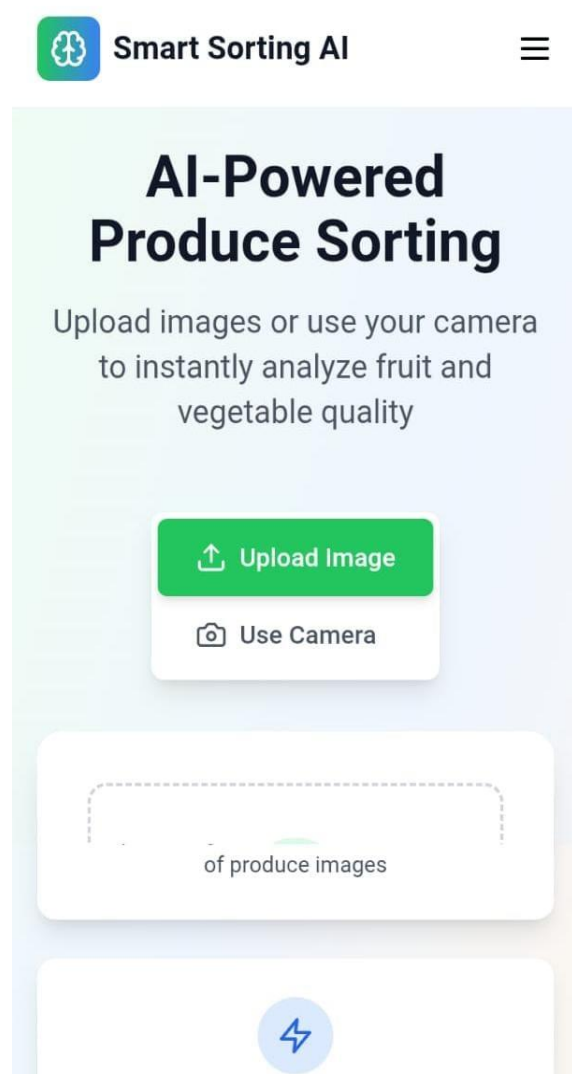 Smart Sorting AI
AI-Powered
Produce Sorting
Upload images or use your camera
to instantly analyze fruit and
vegetable quality
Upload Image
Use Camera
of produce images